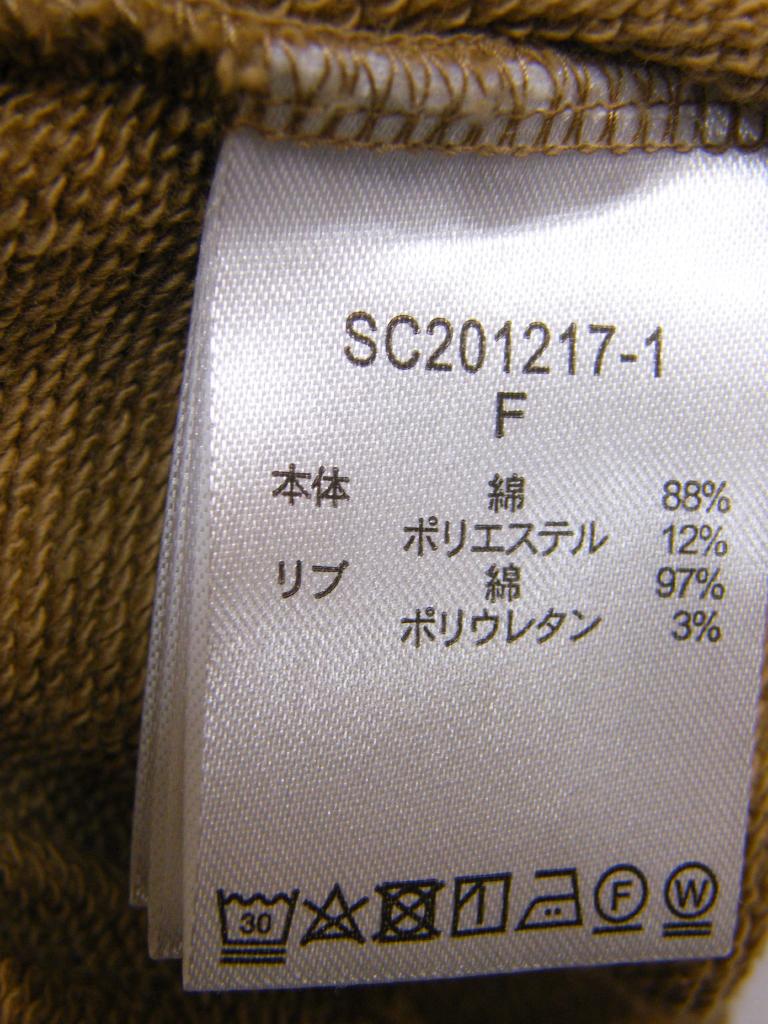 SC201217-1
F
本体 綿 88%
ポリエステル 12%
リブ 綿 97%
ポリウレタン 3%
30 F W